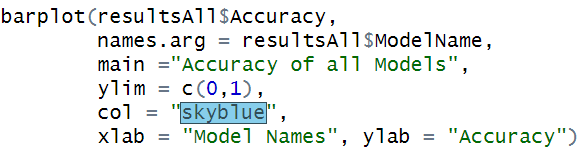 barplot(resultsAll$Accuracy,
names.arg = resultsAll$ModelName,
main ="Accuracy of all Models",
ylim = c(0,1),
col = "skyblue",
xlab = "Model Names", ylab = "Accuracy")